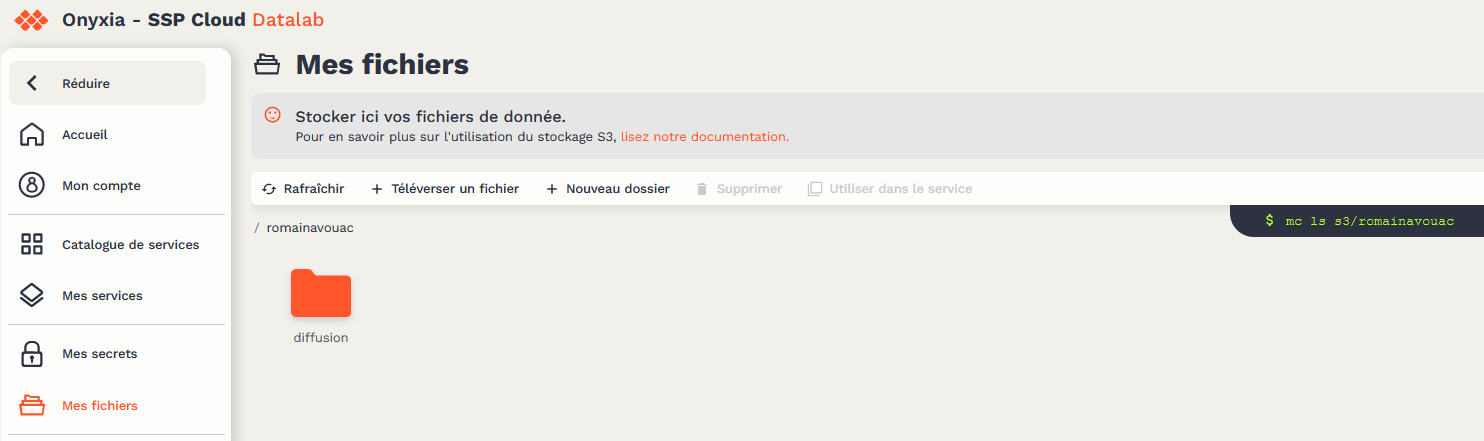 Onyxia - SSP Cloud Datalab
Réduire
Accueil
Mon compte
Catalogue de services
Mes services
Mes secrets
Mes fichiers
Mes fichiers
Stocker ici vos fichiers de donnée.
Pour en savoir plus sur l'utilisation du stockage S3, lisez notre documentation.
Rafraîchir + Téléverser un fichier + Nouveau dossier Supprimer Utiliser dans le service
/ romainavouac
$ mc ls s3/romainavouac
diffusion